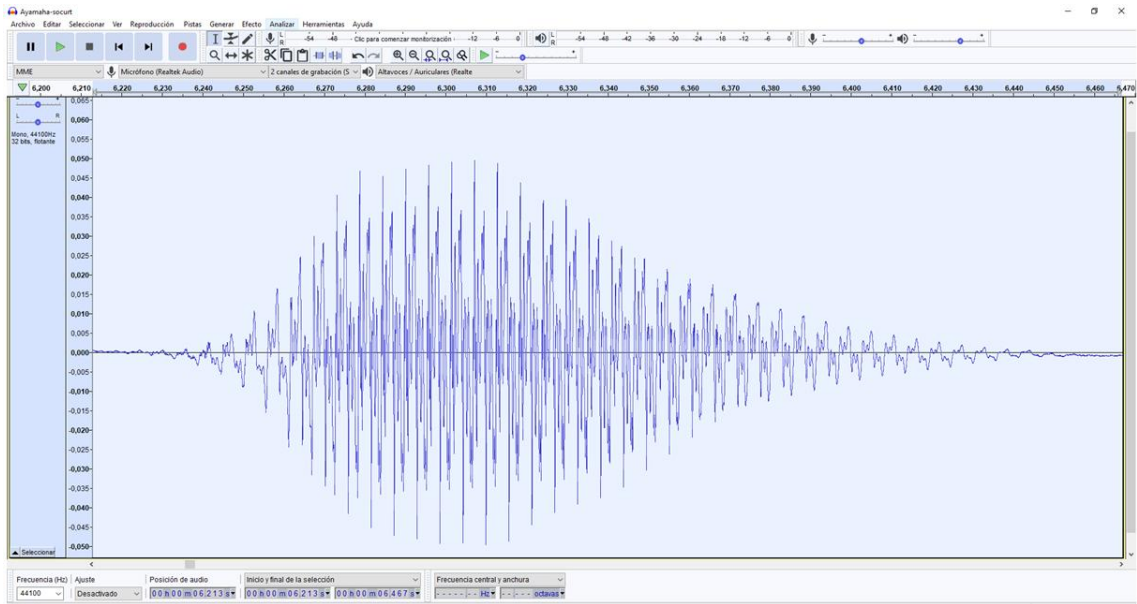 Ayamaha-socurt
Archivo Editar Seleccionar Ver Reproducción Pistas Generar Efecto Analizar Herramientas Ayuda
L R -54 -48 Clic para comenzar monitorización -12 -6 0 L R -54 -48 -42 -36 -30 -24 -18 -12 -6 0
MME Micrófono (Realtek Audio) 2 canales de grabación (S Altavoces / Auriculares (Realte
6,200 6,210 6,220 6,230 6,240 6,250 6,260 6,270 6,280 6,290 6,300 6,310 6,320 6,330 6,340 6,350 6,360 6,370 6,380 6,390 6,400 6,410 6,420 6,430 6,440 6,450 6,460 6,470
L R
Mono, 44100Hz
32 bits, flotante
0,065
0,060
0,055
0,050
0,045
0,040
0,035
0,030
0,025
0,020
0,015
0,010
0,005
0,000
-0,005
-0,010
-0,015
-0,020
-0,025
-0,030
-0,035
-0,040
-0,045
-0,050
Seleccionar
Frecuencia (Hz) Ajuste Posición de audio Inicio y final de la selección Frecuencia central y anchura
44100 Desactivado 00 h 00 m 06.213 s 00 h 00 m 06.213 s 00 h 00 m 06.467 s Hz octavas